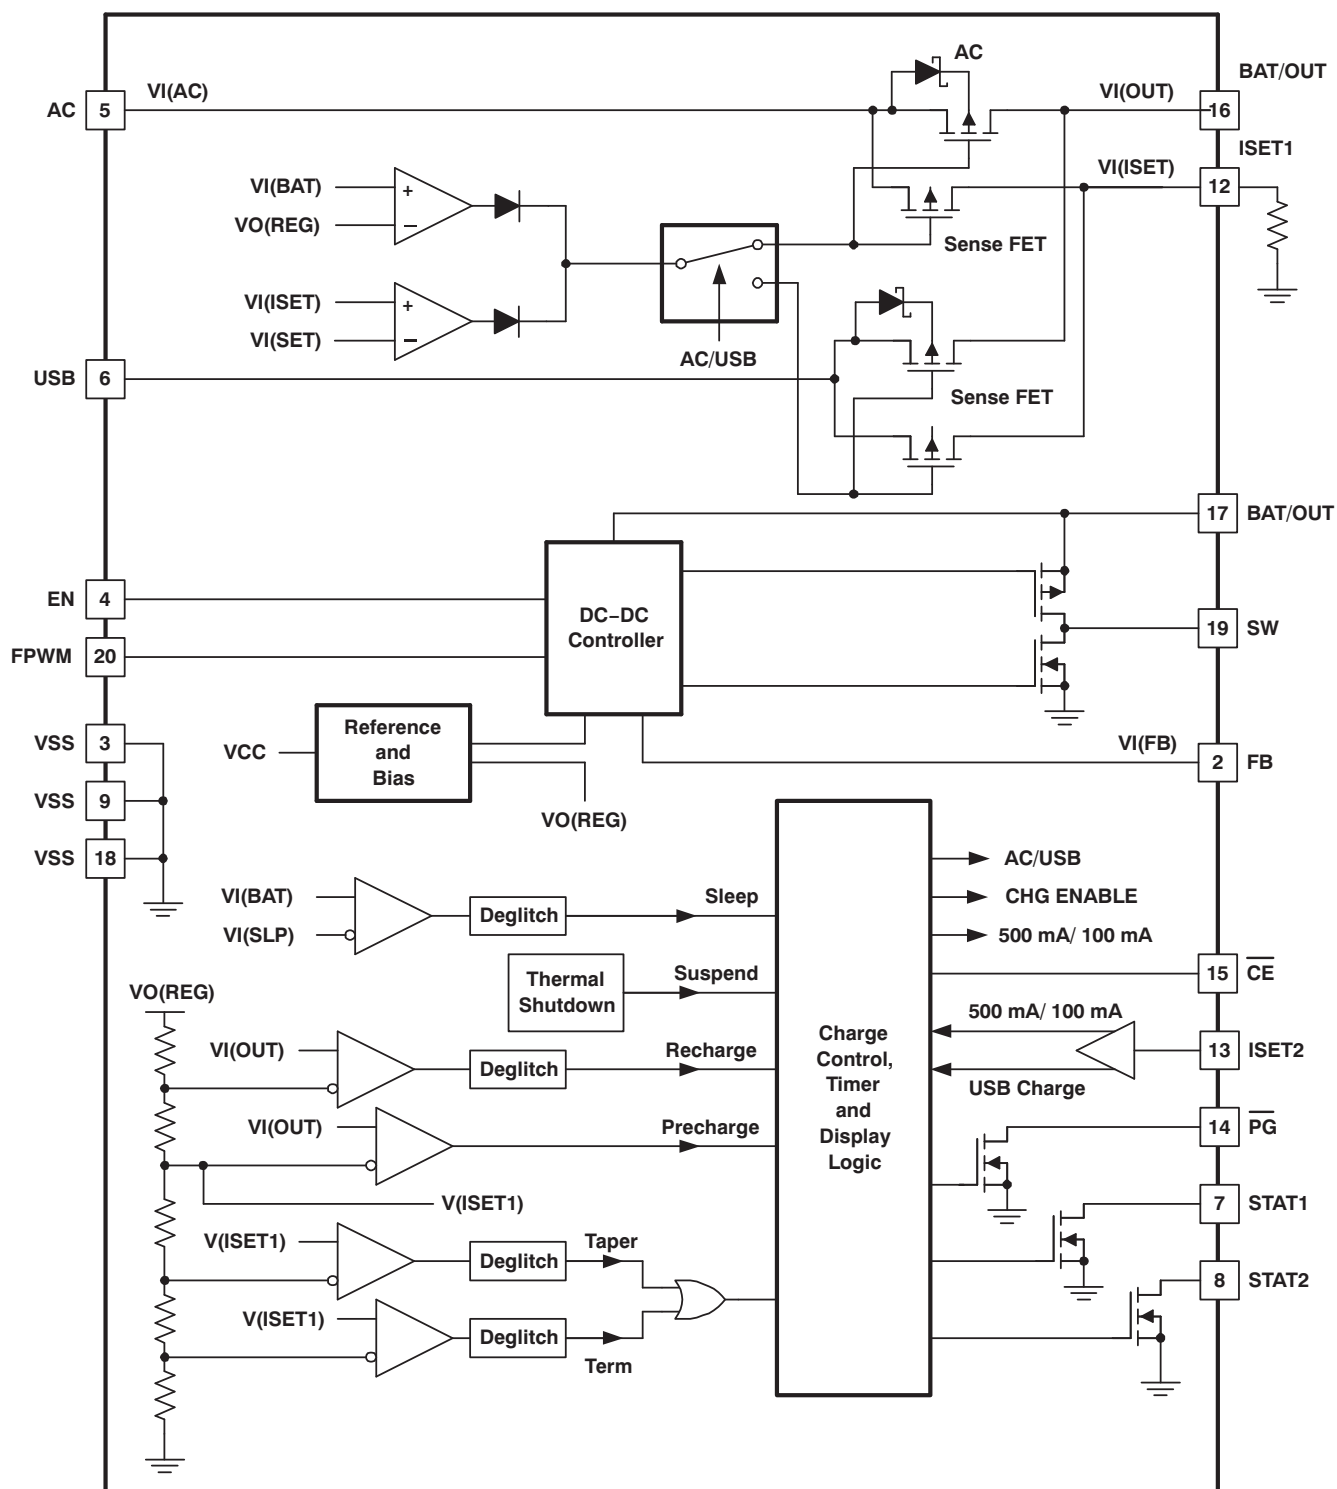 AC
BAT/OUT
VI(AC)
VI(OUT)
AC
5
16
ISET1
VI(BAT)
+
VI(ISET)
12
VO(REG)
−
Sense FET
VI(ISET)
+
VI(SET)
−
AC/USB
USB
6
Sense FET
17
BAT/OUT
EN
4
DC−DC
Controller
19
SW
FPWM
20
VSS
3
Reference
and
Bias
VCC
VI(FB)
2
FB
VSS
9
VO(REG)
VSS
18
AC/USB
VI(BAT)
Sleep
CHG ENABLE
Deglitch
VI(SLP)
500 mA/ 100 mA
Thermal
Shutdown
Suspend
15
CE
VO(REG)
500 mA/ 100 mA
Charge
Control,
Timer
and
Display
Logic
VI(OUT)
Recharge
13
ISET2
Deglitch
USB Charge
VI(OUT)
Precharge
14
PG
V(ISET1)
7
STAT1
V(ISET1)
Taper
Deglitch
8
STAT2
V(ISET1)
Deglitch
Term